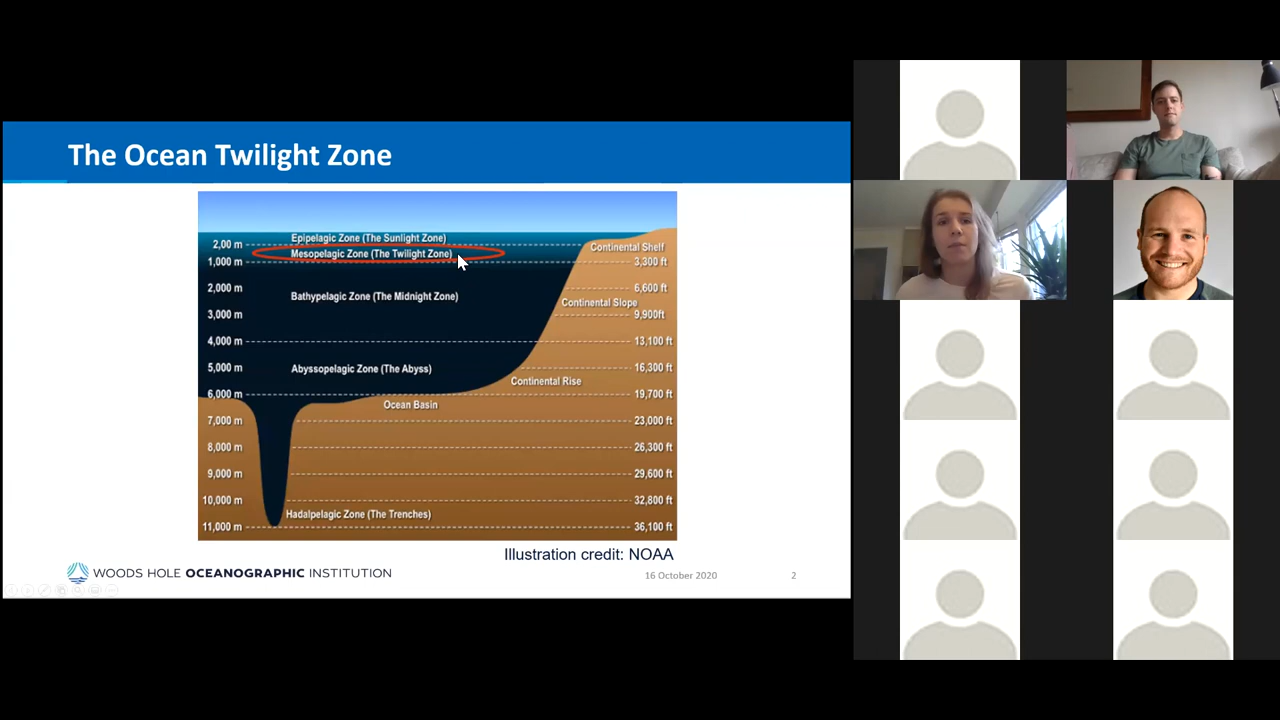 The Ocean Twilight Zone
Epipelagic Zone (The Sunlight Zone)
2,00 m
Continental Shelf
Mesopelagic Zone (The Twilight Zone)
1,000 m
3,300 ft
2,000 m
6,600 ft
Bathypelagic Zone (The Midnight Zone)
Continental Slope
3,000 m
9,900ft
4,000 m
13,100 ft
5,000 m
Abyssopelagic Zone (The Abyss)
16,300 ft
Continental Rise
6,000 m
19,700 ft
Ocean Basin
7,000 m
23,000 ft
8,000 m
26,300 ft
9,000 m
29,600 ft
10,000 m
32,800 ft
Hadalpelagic Zone (The Trenches)
11,000 m
36,100 ft
Illustration credit: NOAA
WOODS HOLE OCEANOGRAPHIC INSTITUTION
16 October 2020
2